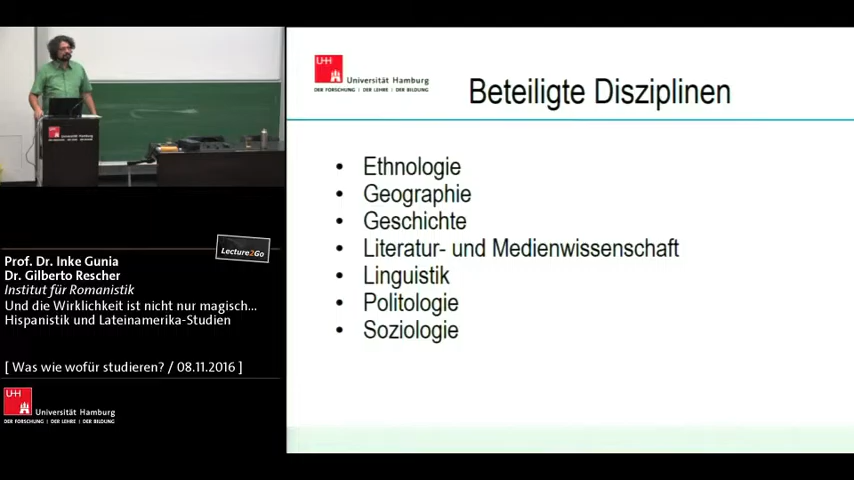 UHH
Universität Hamburg
DER FORSCHUNG | DER LEHRE | DER BILDUNG
Beteiligte Disziplinen
• Ethnologie
• Geographie
• Geschichte
• Literatur- und Medienwissenschaft
• Linguistik
• Politologie
• Soziologie
Universität Hamburg
Lecture2Go
Prof. Dr. Inke Gunia
Dr. Gilberto Rescher
Institut für Romanistik
Und die Wirklichkeit ist nicht nur magisch...
Hispanistik und Lateinamerika-Studien
[ Was wie wofür studieren? / 08.11.2016 ]
UHH
Universität Hamburg
DER FORSCHUNG | DER LEHRE | DER BILDUNG